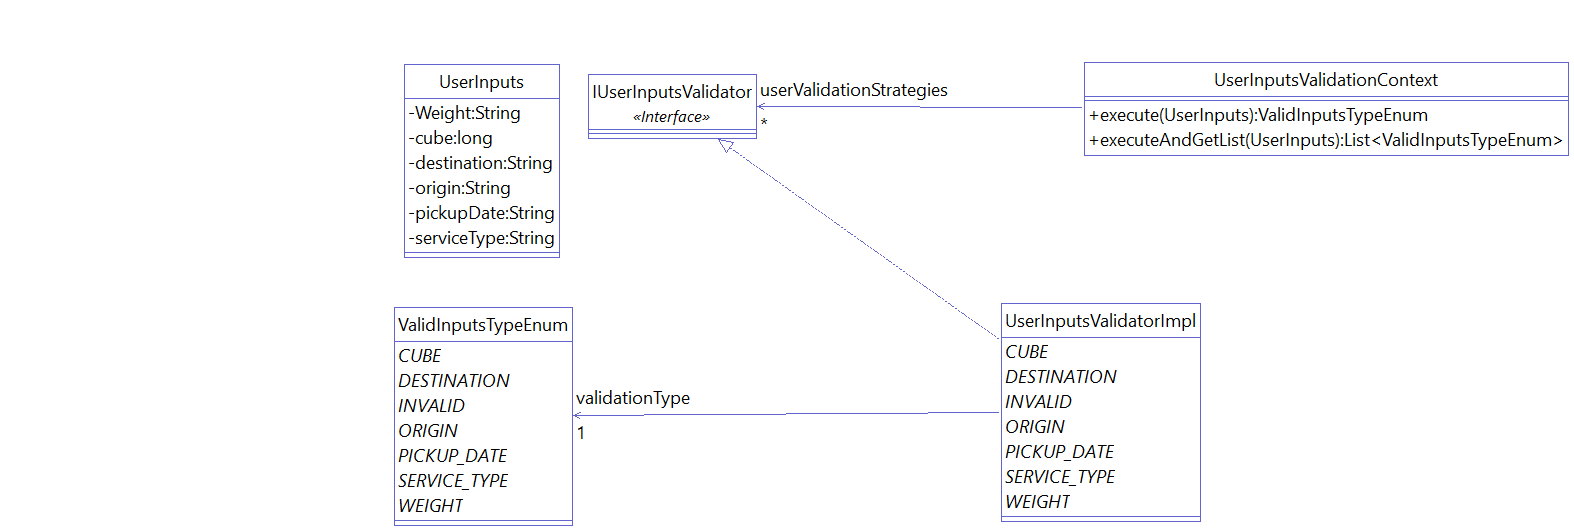 UserInputs
-Weight:String
-cube:long
-destination:String
-origin:String
-pickupDate:String
-serviceType:String
IUserInputsValidator
«Interface»
userValidationStrategies
*
UserInputsValidationContext
+execute(UserInputs):ValidInputsTypeEnum
+executeAndGetList(UserInputs):List<ValidInputsTypeEnum>
ValidInputsTypeEnum
CUBE
DESTINATION
INVALID
ORIGIN
PICKUP_DATE
SERVICE_TYPE
WEIGHT
validationType
1
UserInputsValidatorImpl
CUBE
DESTINATION
INVALID
ORIGIN
PICKUP_DATE
SERVICE_TYPE
WEIGHT